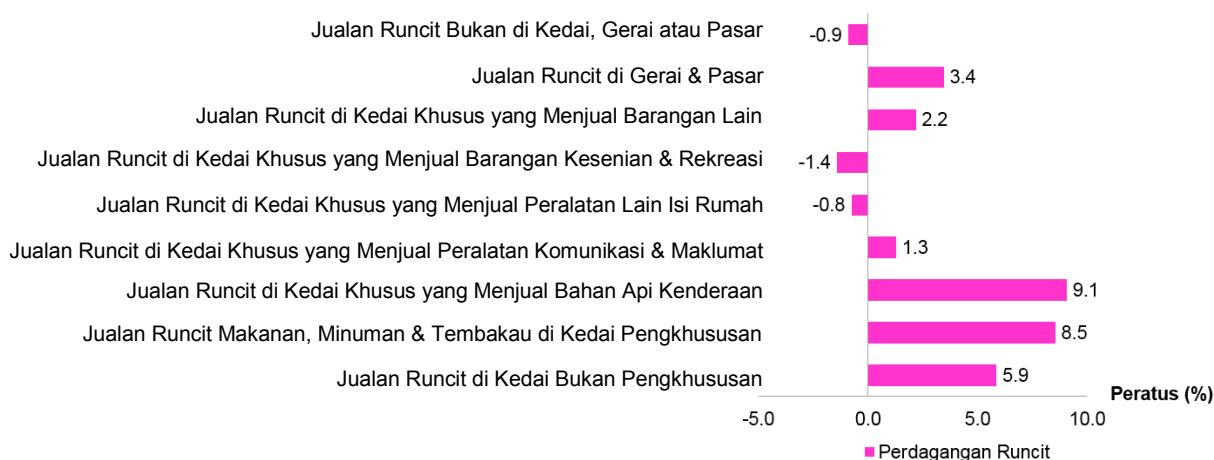 Jualan Runcit Bukan di Kedai, Gerai atau Pasar
-0.9
Jualan Runcit di Gerai & Pasar
3.4
Jualan Runcit di Kedai Khusus yang Menjual Barangan Lain
2.2
Jualan Runcit di Kedai Khusus yang Menjual Barangan Kesenian & Rekreasi
-1.4
Jualan Runcit di Kedai Khusus yang Menjual Peralatan Lain Isi Rumah
-0.8
Jualan Runcit di Kedai Khusus yang Menjual Peralatan Komunikasi & Maklumat
1.3
Jualan Runcit di Kedai Khusus yang Menjual Bahan Api Kenderaan
9.1
Jualan Runcit Makanan, Minuman & Tembakau di Kedai Pengkhususan
8.5
Jualan Runcit di Kedai Bukan Pengkhususan
5.9
Peratus (%)
-5.0 0.0 5.0 10.0
Perdagangan Runcit